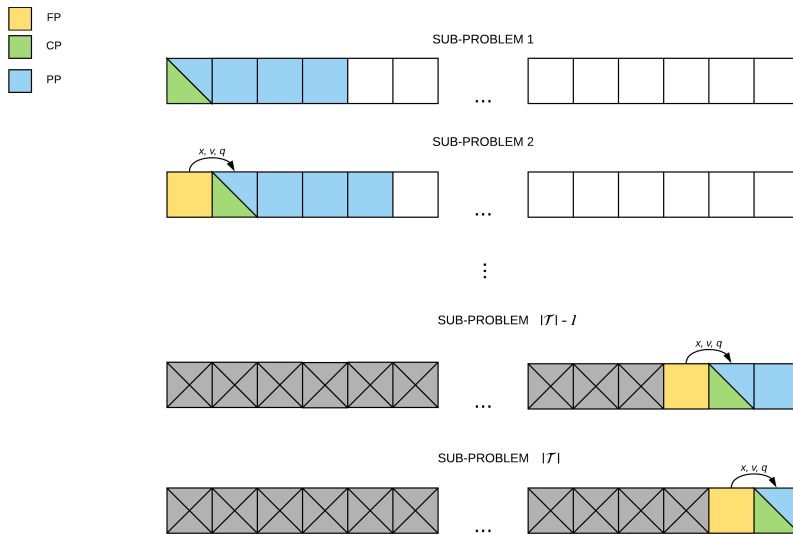 FP
CP
PP
SUB-PROBLEM 1
...
SUB-PROBLEM 2
x, v, q
...
⋮
SUB-PROBLEM |𝒯| - 1
x, v, q
...
SUB-PROBLEM |𝒯|
x, v, q
...